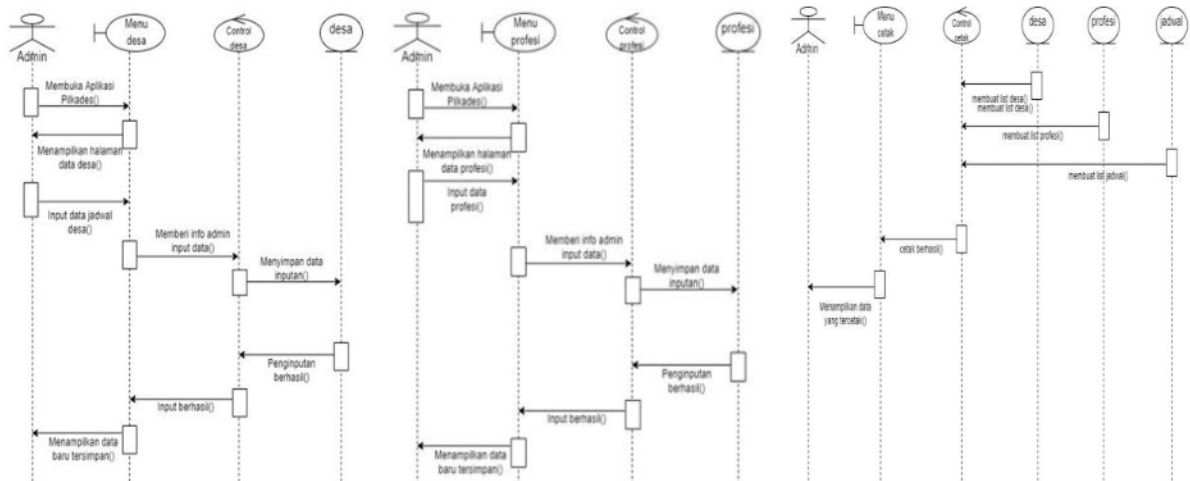 Menu
desa
Control
desa
desa
Admin
Membuka Aplikasi
Pilkades()
Menampilkan halaman
data desa()
Input data jadwal
desa()
Memberi info admin
input data()
Menyimpan data
inputan()
Penginputan
berhasil()
Input berhasil()
Menampilkan data
baru tersimpan()
Menu
profesi
Control
profesi
profesi
Admin
Membuka Aplikasi
Pilkades()
Menampilkan halaman
data profesi()
Input data
profesi()
Memberi info admin
input data()
Menyimpan data
inputan()
Penginputan
berhasil()
Input berhasil()
Menampilkan data
baru tersimpan()
Menu
cetak
Control
cetak
desa
profesi
jadwal
Admin
membuat list desa()
membuat list desa()
membuat list profesi()
membuat list jadwal()
cetak berhasil()
Menampilkan data
yang tercetak()